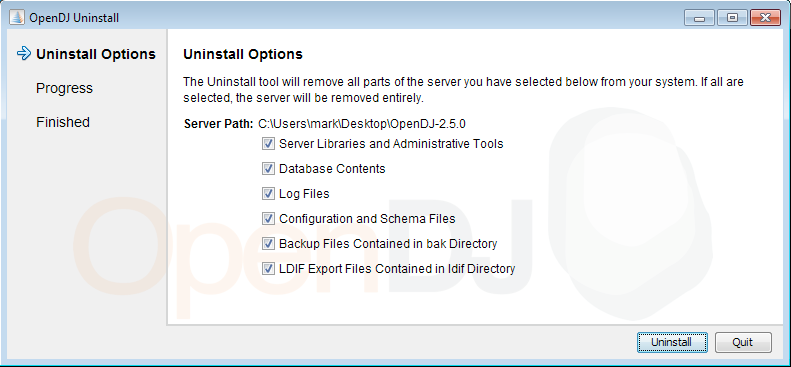 OpenDJ Uninstall
Uninstall Options
Progress
Finished
Uninstall Options
The Uninstall tool will remove all parts of the server you have selected below from your system. If all are
selected, the server will be removed entirely.
Server Path: C:\Users\mark\Desktop\OpenDJ-2.5.0
Server Libraries and Administrative Tools
Database Contents
Log Files
Configuration and Schema Files
Backup Files Contained in bak Directory
LDIF Export Files Contained in ldif Directory
OpenDJ
Uninstall Quit